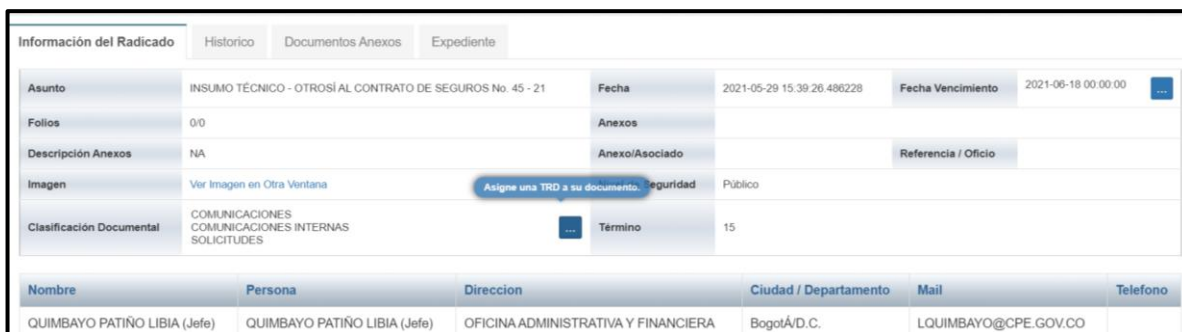 Información del Radicado Historico Documentos Anexos Expediente
Asunto INSUMO TÉCNICO - OTROSÍ AL CONTRATO DE SEGUROS No. 45 - 21 Fecha 2021-05-29 15:39:26.486228 Fecha Vencimiento 2021-06-18 00:00:00 ...
Folios 0/0 Anexos
Descripción Anexos NA Anexo/Asociado Referencia / Oficio
Imagen Ver Imagen en Otra Ventana Asigne una TRD a su documento. Seguridad Público
Clasificación Documental COMUNICACIONES
COMUNICACIONES INTERNAS ... Término 15
SOLICITUDES
Nombre Persona Direccion Ciudad / Departamento Mail Telefono
QUIMBAYO PATIÑO LIBIA (Jefe) QUIMBAYO PATIÑO LIBIA (Jefe) OFICINA ADMINISTRATIVA Y FINANCIERA BogotÁ/D.C. LQUIMBAYO@CPE.GOV.CO